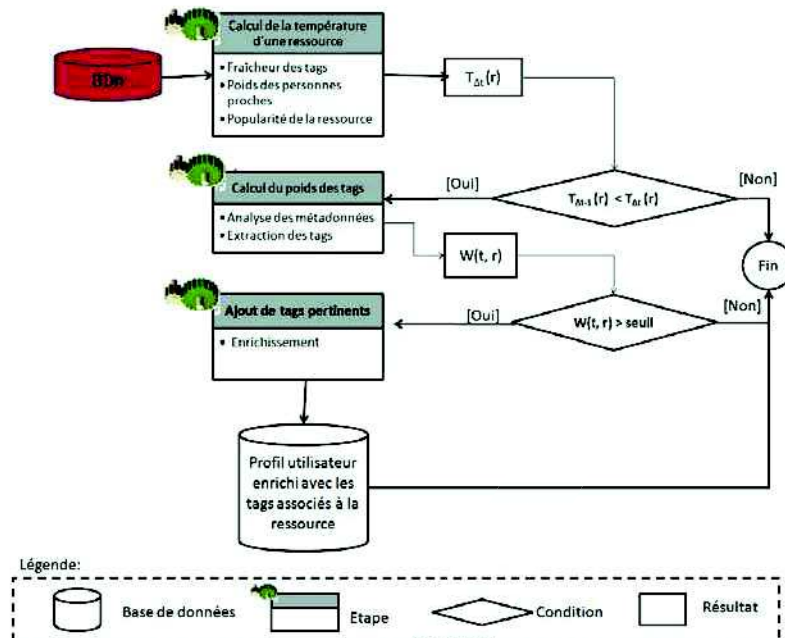 Calcul de la température
d'une ressource
• Fraîcheur des tags
• Poids des personnes
proches
• Popularité de la ressource
BDn
T Δt (r)
Calcul du poids des tags
• Analyse des métadonnées
• Extraction des tags
[Oui]
T Δt-1 (r) < T Δt (r)
[Non]
W(t, r)
Fin
Ajout de tags pertinents
• Enrichissement
[Oui]
W(t, r) > seuil
[Non]
Profil utilisateur
enrichi avec les
tags associés à la
ressource
Légende:
Base de données
Etape
Condition
Résultat